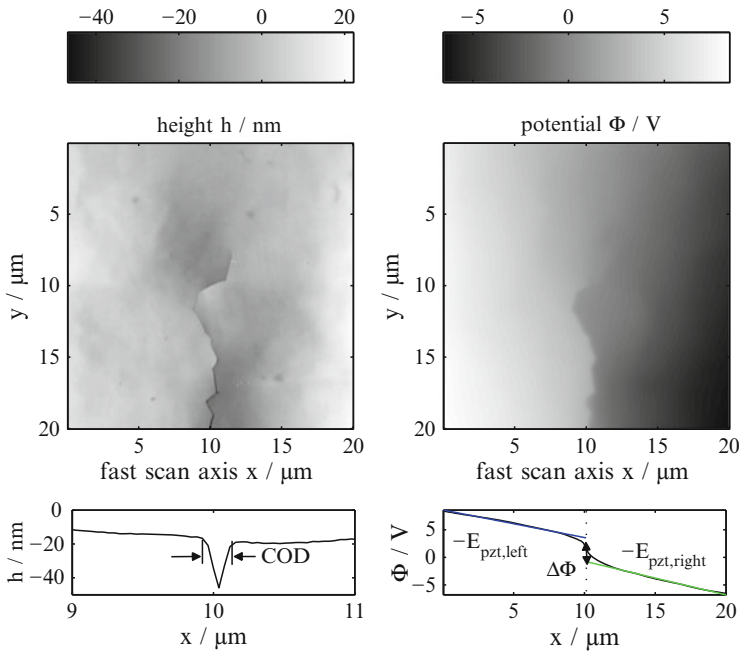 −40 −20 0 20
−5 0 5
height h / nm
potential Φ / V
5
10
15
20
y / μm
5 10 15 20
fast scan axis x / μm
5
10
15
20
y / μm
5 10 15 20
fast scan axis x / μm
0
−20
−40
h / nm
COD
9 10 11
x / μm
5
0
−5
Φ / V
−E_pzt,left
−E_pzt,right
ΔΦ
5 10 15 20
x / μm